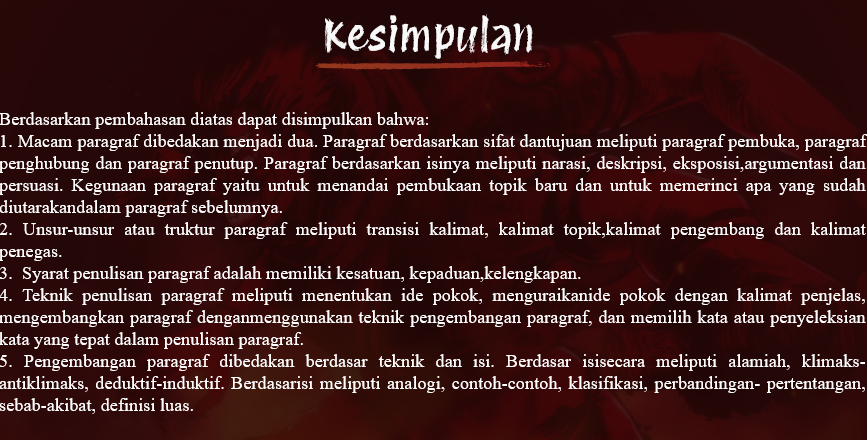 Kesimpulan
Berdasarkan pembahasan diatas dapat disimpulkan bahwa:
1. Macam paragraf dibedakan menjadi dua. Paragraf berdasarkan sifat dantujuan meliputi paragraf pembuka, paragraf
penghubung dan paragraf penutup. Paragraf berdasarkan isinya meliputi narasi, deskripsi, eksposisi,argumentasi dan
persuasi. Kegunaan paragraf yaitu untuk menandai pembukaan topik baru dan untuk memerinci apa yang sudah
diutarakandalam paragraf sebelumnya.
2. Unsur-unsur atau truktur paragraf meliputi transisi kalimat, kalimat topik,kalimat pengembang dan kalimat
penegas.
3. Syarat penulisan paragraf adalah memiliki kesatuan, kepaduan,kelengkapan.
4. Teknik penulisan paragraf meliputi menentukan ide pokok, menguraikanide pokok dengan kalimat penjelas,
mengembangkan paragraf denganmenggunakan teknik pengembangan paragraf, dan memilih kata atau penyeleksian
kata yang tepat dalam penulisan paragraf.
5. Pengembangan paragraf dibedakan berdasar teknik dan isi. Berdasar isisecara meliputi alamiah, klimaks-
antiklimaks, deduktif-induktif. Berdasarisi meliputi analogi, contoh-contoh, klasifikasi, perbandingan- pertentangan,
sebab-akibat, definisi luas.